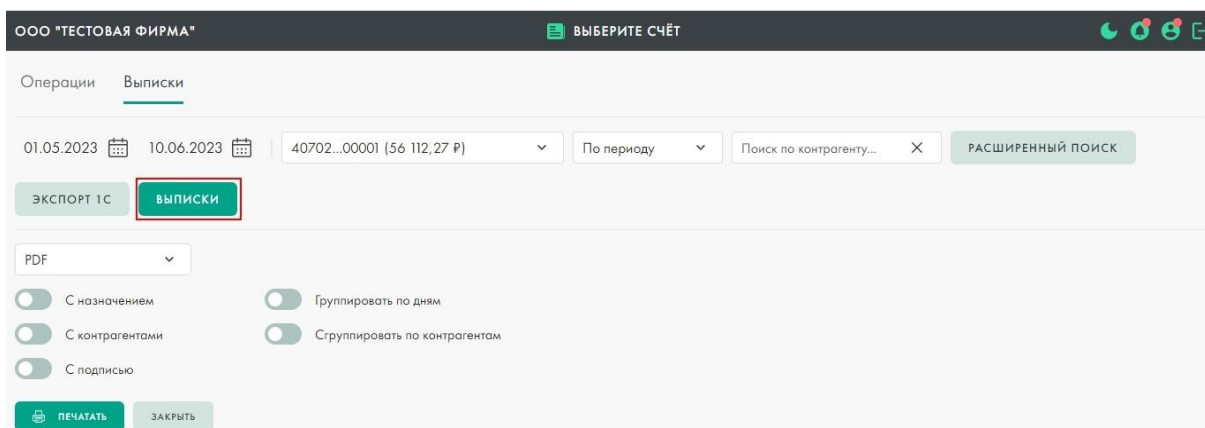 ООО "ТЕСТОВАЯ ФИРМА" ВЫБЕРИТЕ СЧЁТ
Операции Выписки
01.05.2023 10.06.2023 40702...00001 (56 112,27 ₽) По периоду Поиск по контрагенту... РАСШИРЕННЫЙ ПОИСК
ЭКСПОРТ 1С ВЫПИСКИ
PDF
С назначением Группировать по дням
С контрагентами Сгруппировать по контрагентам
С подписью
ПЕЧАТАТЬ ЗАКРЫТЬ